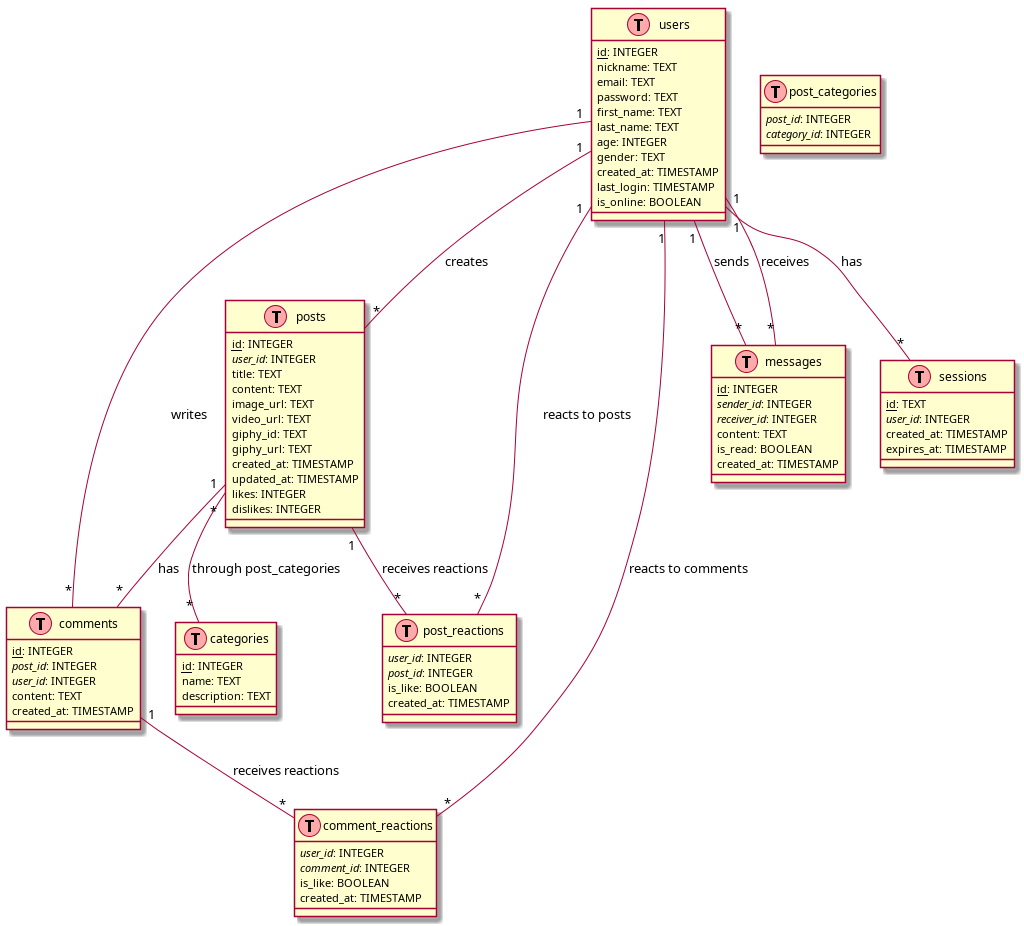 T users
id: INTEGER
nickname: TEXT
email: TEXT
password: TEXT
first_name: TEXT
last_name: TEXT
age: INTEGER
gender: TEXT
created_at: TIMESTAMP
last_login: TIMESTAMP
is_online: BOOLEAN
T post_categories
post_id: INTEGER
category_id: INTEGER
1
1
1
1
1
1
1
creates
sends
receives
has
*
*
*
*
T posts
id: INTEGER
user_id: INTEGER
title: TEXT
content: TEXT
image_url: TEXT
video_url: TEXT
giphy_id: TEXT
giphy_url: TEXT
created_at: TIMESTAMP
updated_at: TIMESTAMP
likes: INTEGER
dislikes: INTEGER
T messages
id: INTEGER
sender_id: INTEGER
receiver_id: INTEGER
content: TEXT
is_read: BOOLEAN
created_at: TIMESTAMP
T sessions
id: TEXT
user_id: INTEGER
created_at: TIMESTAMP
expires_at: TIMESTAMP
writes
reacts to posts
1
*
1
has
through post_categories
receives reactions
reacts to comments
*
*
*
*
*
T comments
id: INTEGER
post_id: INTEGER
user_id: INTEGER
content: TEXT
created_at: TIMESTAMP
T categories
id: INTEGER
name: TEXT
description: TEXT
T post_reactions
user_id: INTEGER
post_id: INTEGER
is_like: BOOLEAN
created_at: TIMESTAMP
1
receives reactions
*
*
T comment_reactions
user_id: INTEGER
comment_id: INTEGER
is_like: BOOLEAN
created_at: TIMESTAMP